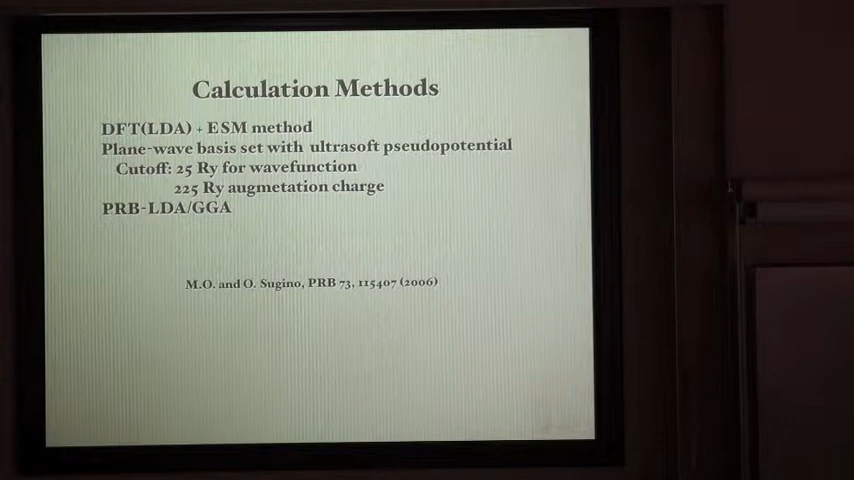 Calculation Methods
DFT(LDA) + ESM method
Plane-wave basis set with ultrasoft pseudopotential
Cutoff: 25 Ry for wavefunction
225 Ry augmetation charge
PRB-LDA/GGA
M.O. and O. Sugino, PRB 73, 115407 (2006)